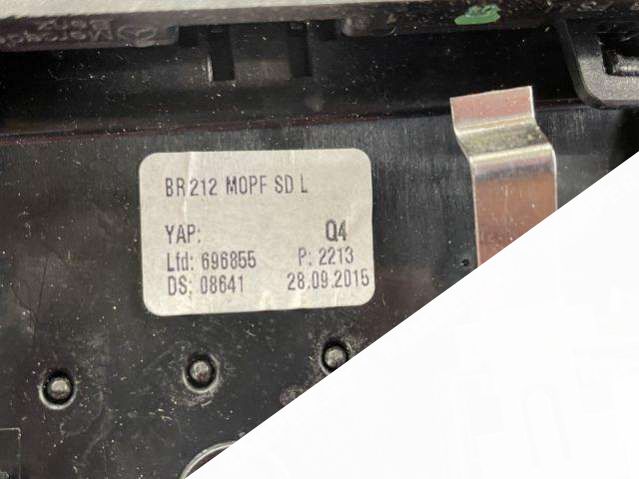 BR 212 MOPF SD L
YAP: Q4
Lfd: 696855 P: 2213
DS: 08641 28.09.2015